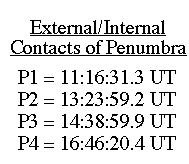 External/Internal
Contacts of Penumbra
P1 = 11:16:31.3 UT
P2 = 13:23:59.2 UT
P3 = 14:38:59.9 UT
P4 = 16:46:20.4 UT